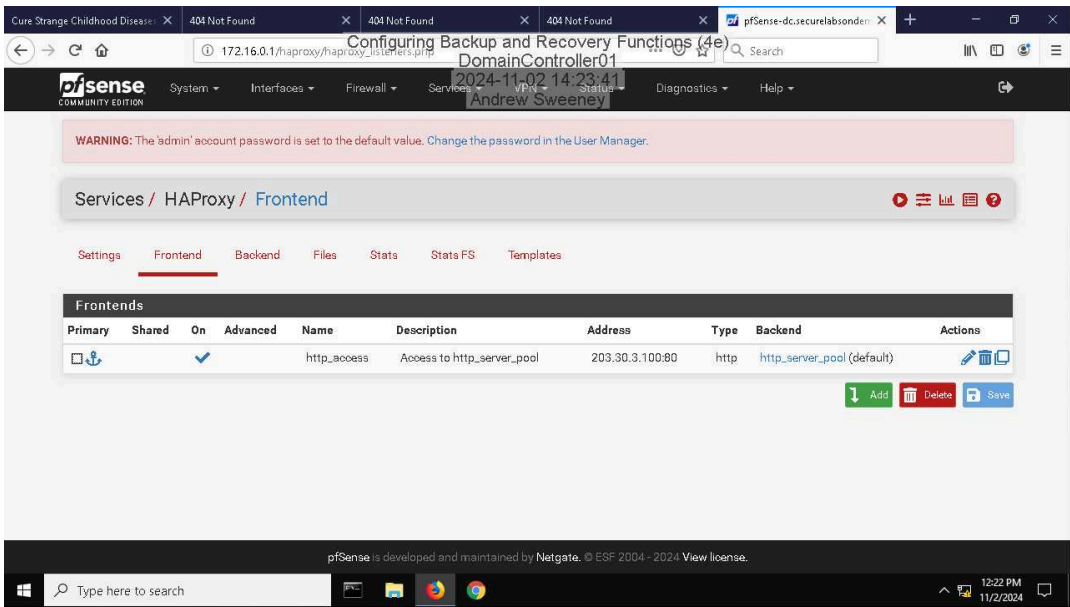 Cure Strange Childhood Diseases 404 Not Found 404 Not Found 404 Not Found pfSense-dc.securelabsondem
172.16.0.1/haproxy/haproxy_listeners.php Search
Configuring Backup and Recovery Functions (4e)
DomainController01
2024-11-02 14:23:41
Andrew Sweeney
pfsense
COMMUNITY EDITION
System Interfaces Firewall Services VPN Status Diagnostics Help
WARNING: The 'admin' account password is set to the default value. Change the password in the User Manager.
Services / HAProxy / Frontend
Settings Frontend Backend Files Stats Stats FS Templates
Frontends
Primary Shared On Advanced Name Description Address Type Backend Actions
http_access Access to http_server_pool 203.30.3.100:80 http http_server_pool (default)
Add Delete Save
pfSense is developed and maintained by Netgate. © ESF 2004 - 2024 View license.
Type here to search
12:22 PM
11/2/2024